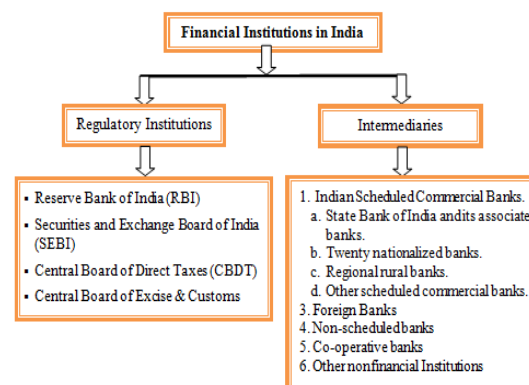 Financial Institutions in India
Regulatory Institutions
Intermediaries
▪ Reserve Bank of India (RBI)
▪ Securities and Exchange Board of India
(SEBI)
▪ Central Board of Direct Taxes (CBDT)
▪ Central Board of Excise & Customs
1. Indian Scheduled Commercial Banks.
a. State Bank of India andits associate
banks.
b. Twenty nationalized banks.
c. Regional rural banks.
d. Other scheduled commercial banks.
3. Foreign Banks
4. Non-scheduled banks
5. Co-operative banks
6. Other nonfinancial Institutions